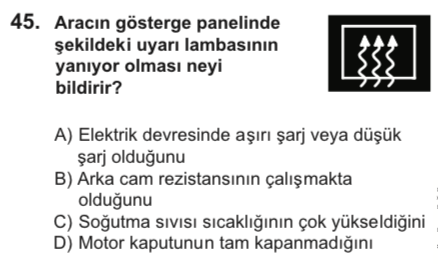 45. Aracın gösterge panelinde
şekildeki uyarı lambasının
yanıyor olması neyi
bildirir?
A) Elektrik devresinde aşırı şarj veya düşük
şarj olduğunu
B) Arka cam rezistansının çalışmakta
olduğunu
C) Soğutma sıvısı sıcaklığının çok yükseldiğini
D) Motor kaputunun tam kapanmadığını